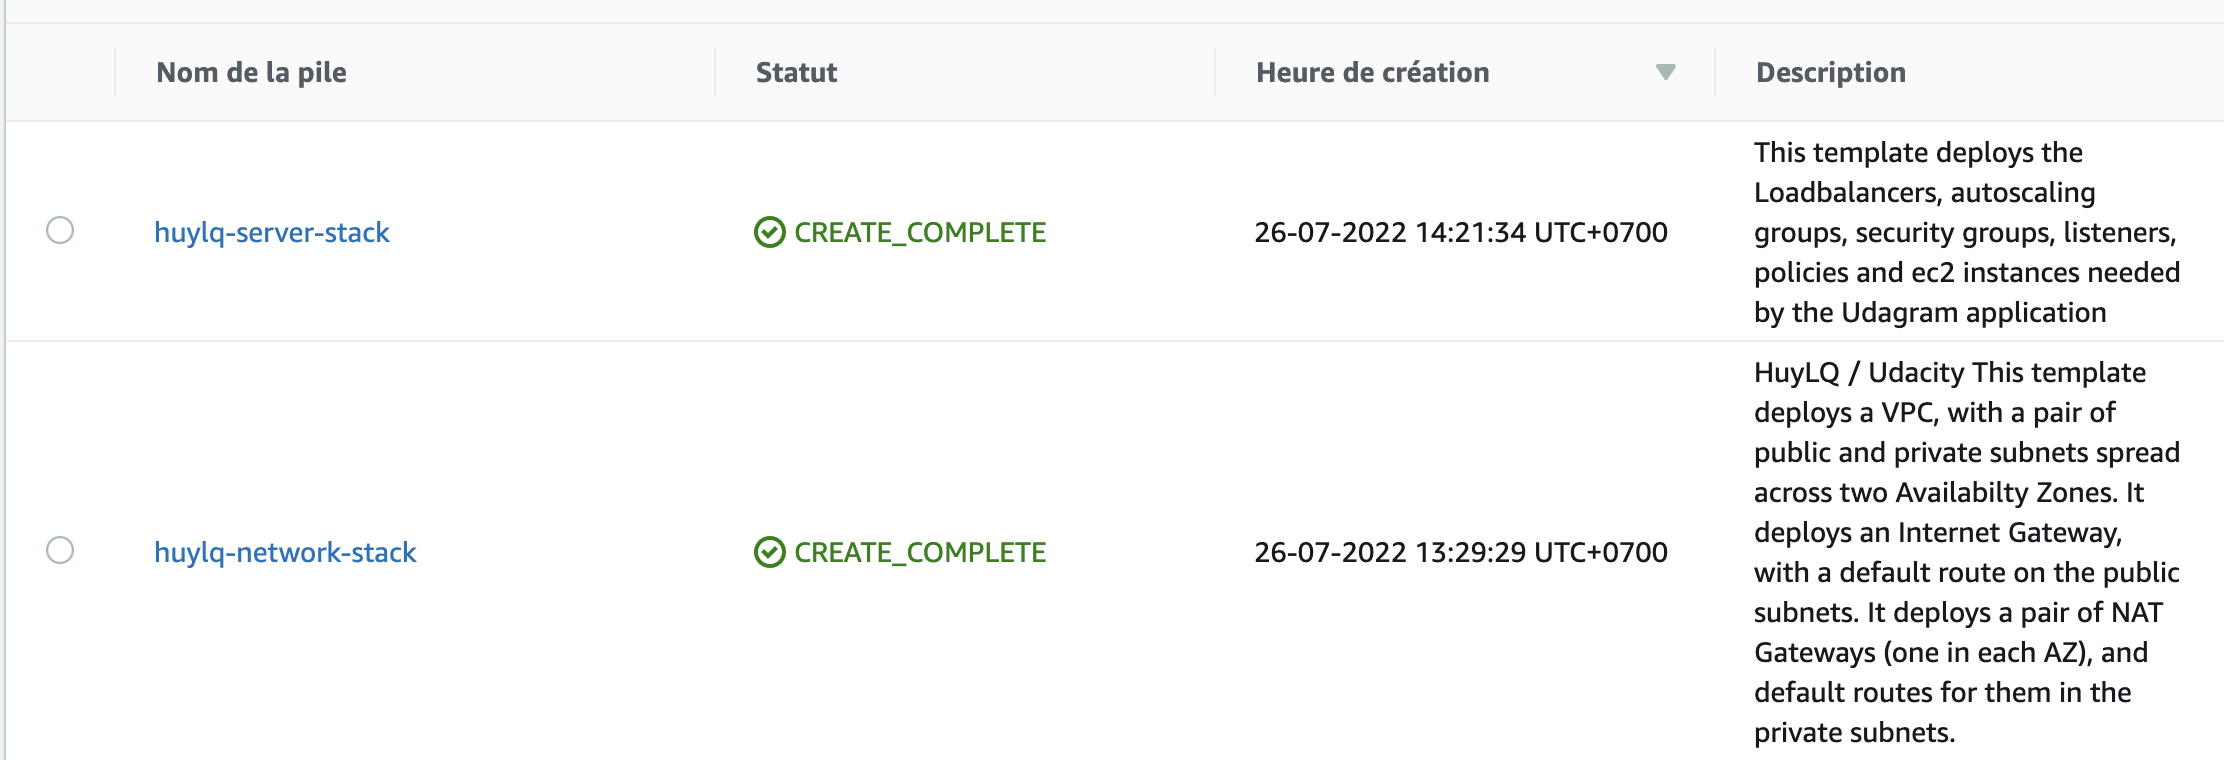 Nom de la pile
Statut
Heure de création
Description
huylq-server-stack
CREATE_COMPLETE
26-07-2022 14:21:34 UTC+0700
This template deploys the
Loadbalancers, autoscaling
groups, security groups, listeners,
policies and ec2 instances needed
by the Udagram application
huylq-network-stack
CREATE_COMPLETE
26-07-2022 13:29:29 UTC+0700
HuyLQ / Udacity This template
deploys a VPC, with a pair of
public and private subnets spread
across two Availabilty Zones. It
deploys an Internet Gateway,
with a default route on the public
subnets. It deploys a pair of NAT
Gateways (one in each AZ), and
default routes for them in the
private subnets.